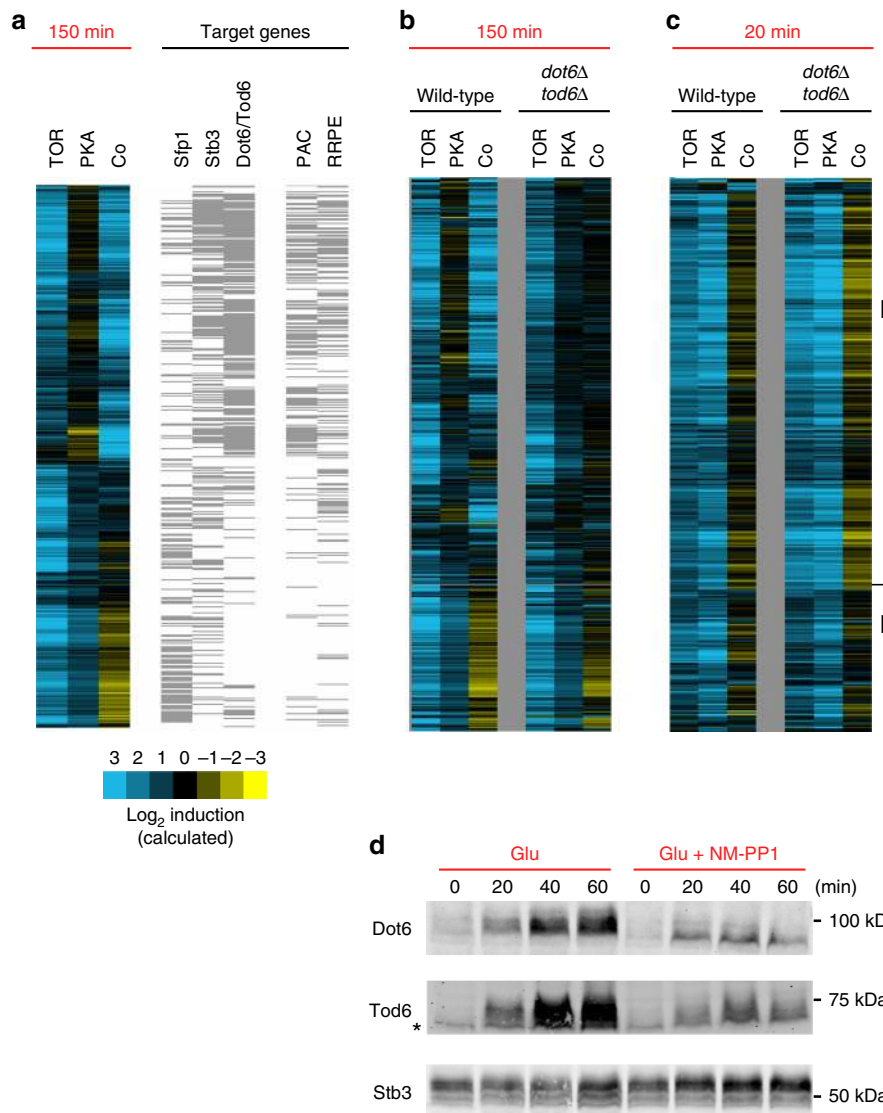 a
150 min
Target genes
TOR
PKA
Co
Sfp1
Stb3
Dot6/Tod6
PAC
RRPE
3 2 1 0 –1 –2 –3
Log2 induction
(calculated)
b
150 min
Wild-type
dot6Δ
tod6Δ
TOR
PKA
Co
TOR
PKA
Co
c
20 min
Wild-type
dot6Δ
tod6Δ
TOR
PKA
Co
TOR
PKA
Co
d
Glu
Glu + NM-PP1
0 20 40 60 0 20 40 60 (min)
Dot6
100 kD
Tod6
*
75 kDa
Stb3
50 kDa